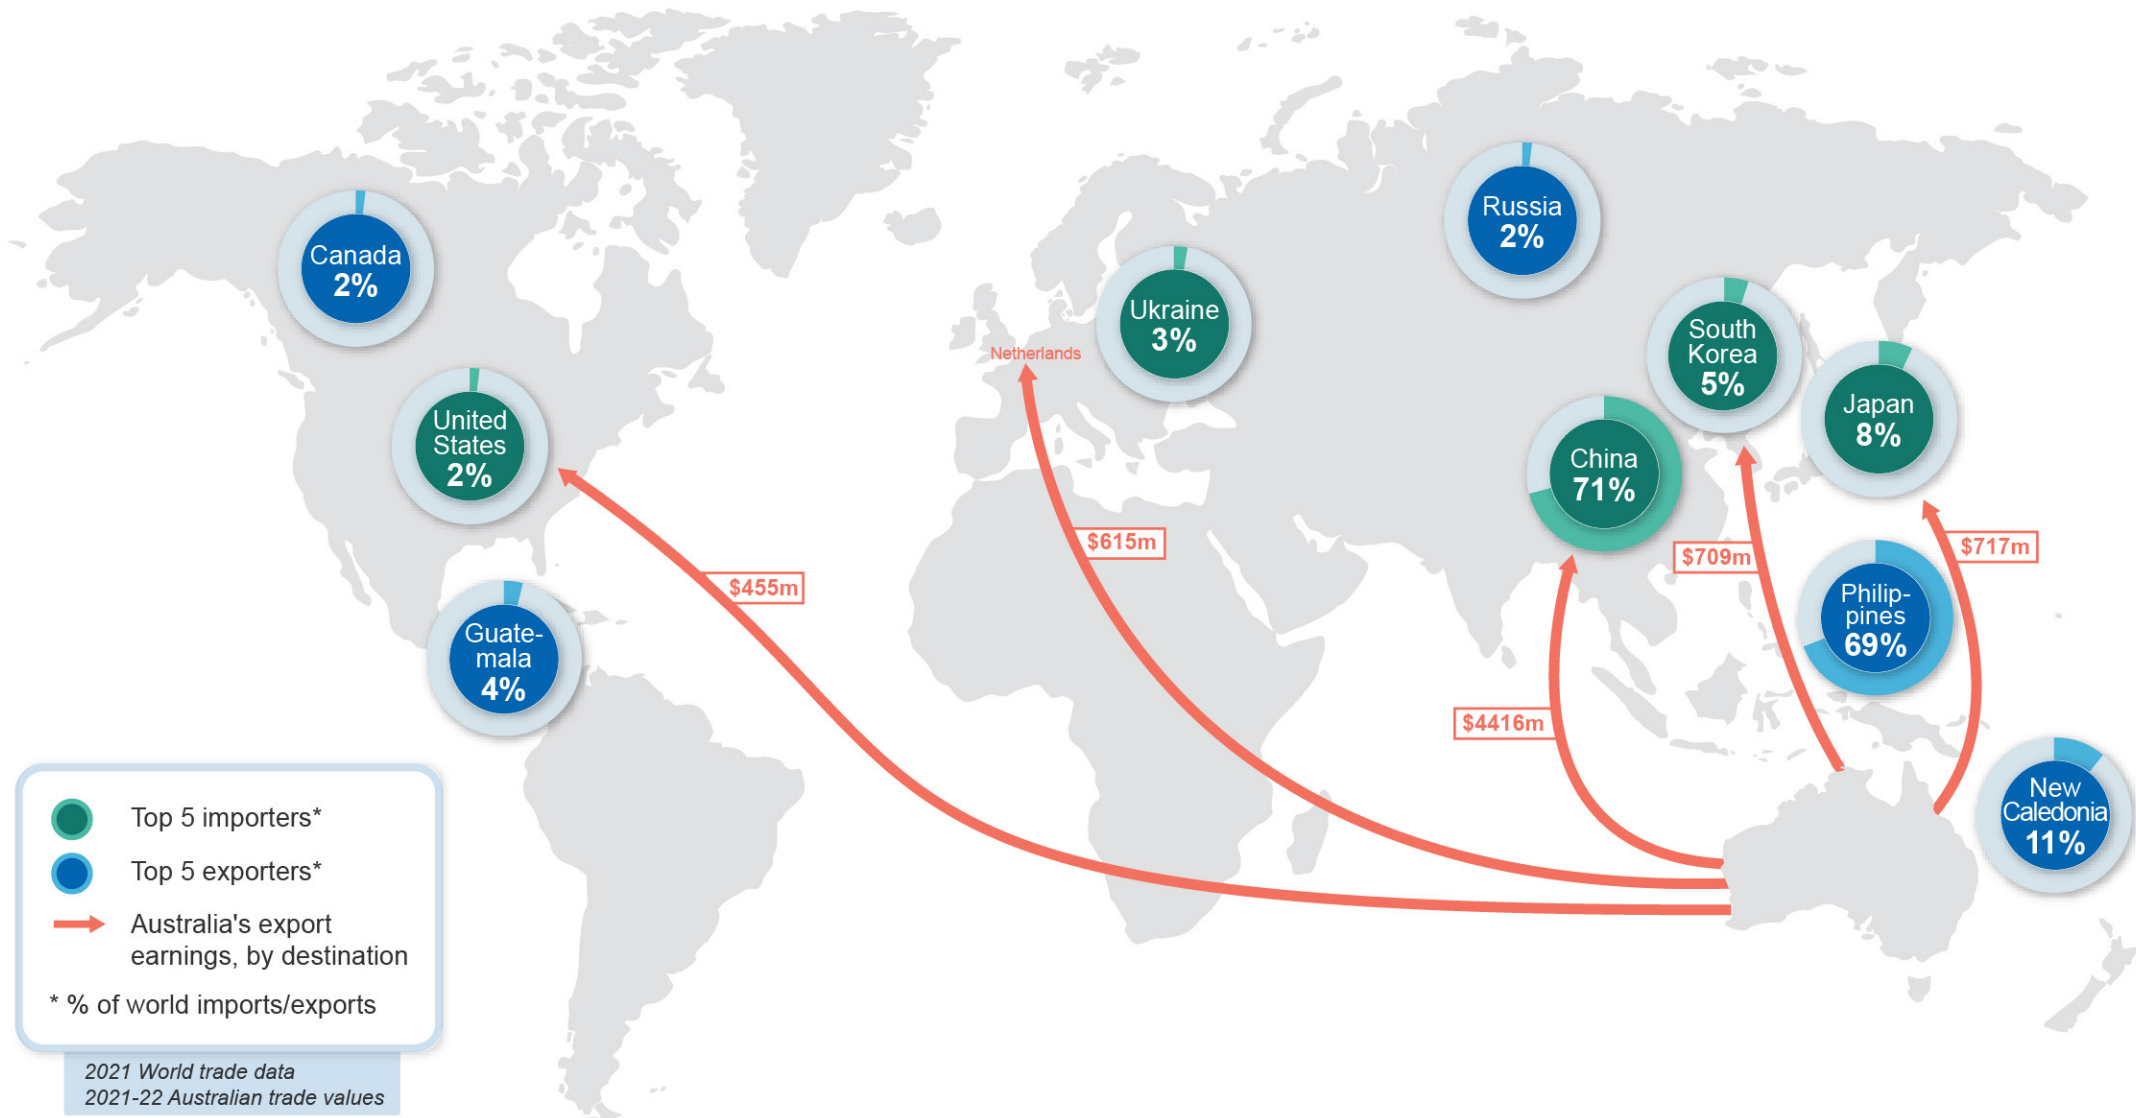 Canada
2%
United
States
2%
Guate-
mala
4%
Netherlands
Ukraine
3%
Russia
2%
South
Korea
5%
Japan
8%
China
71%
Philip-
pines
69%
New
Caledonia
11%
$455m
$615m
$4416m
$709m
$717m
Top 5 importers*
Top 5 exporters*
Australia's export
earnings, by destination
* % of world imports/exports
2021 World trade data
2021-22 Australian trade values